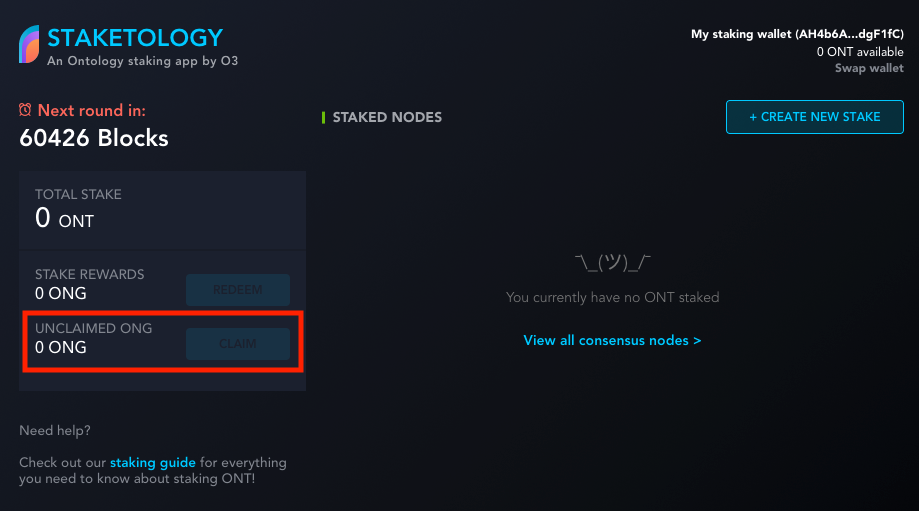 STAKETOLOGY
An Ontology staking app by O3
My staking wallet (AH4b6A...dgF1fC)
0 ONT available
Swap wallet
Next round in:
60426 Blocks
STAKED NODES
+ CREATE NEW STAKE
TOTAL STAKE
0 ONT
STAKE REWARDS
0 ONG
REDEEM
UNCLAIMED ONG
0 ONG
CLAIM
¯\_(ツ)_/¯
You currently have no ONT staked
View all consensus nodes >
Need help?
Check out our staking guide for everything
you need to know about staking ONT!